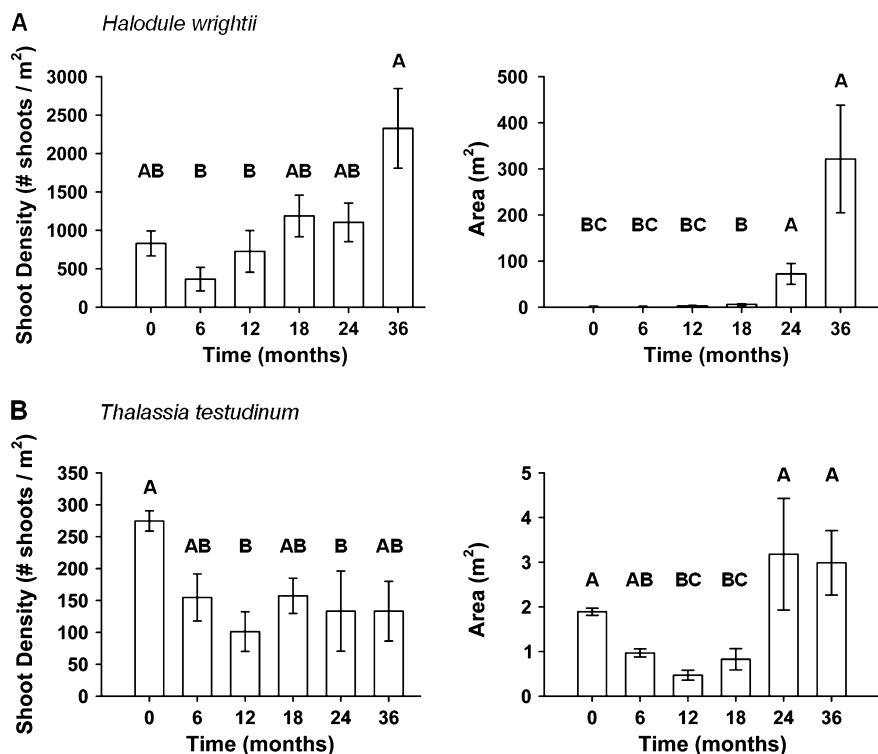 A Halodule wrightii
Shoot Density (# shoots / m²)
3000
2500
2000
1500
1000
500
0
AB B B AB AB A
0 6 12 18 24 36
Time (months)
Area (m²)
500
400
300
200
100
0
BC BC BC B A A
0 6 12 18 24 36
Time (months)
B Thalassia testudinum
Shoot Density (# shoots / m²)
350
300
250
200
150
100
50
0
A AB B AB B AB
0 6 12 18 24 36
Time (months)
Area (m²)
5
4
3
2
1
0
A AB BC BC A A
0 6 12 18 24 36
Time (months)